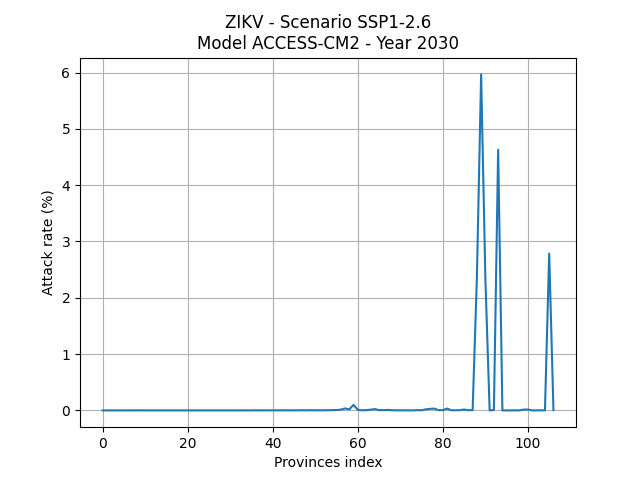 ZIKV - Scenario SSP1-2.6
Model ACCESS-CM2 - Year 2030
6
5
4
3
2
1
0
Attack rate (%)
0 20 40 60 80 100
Provinces index